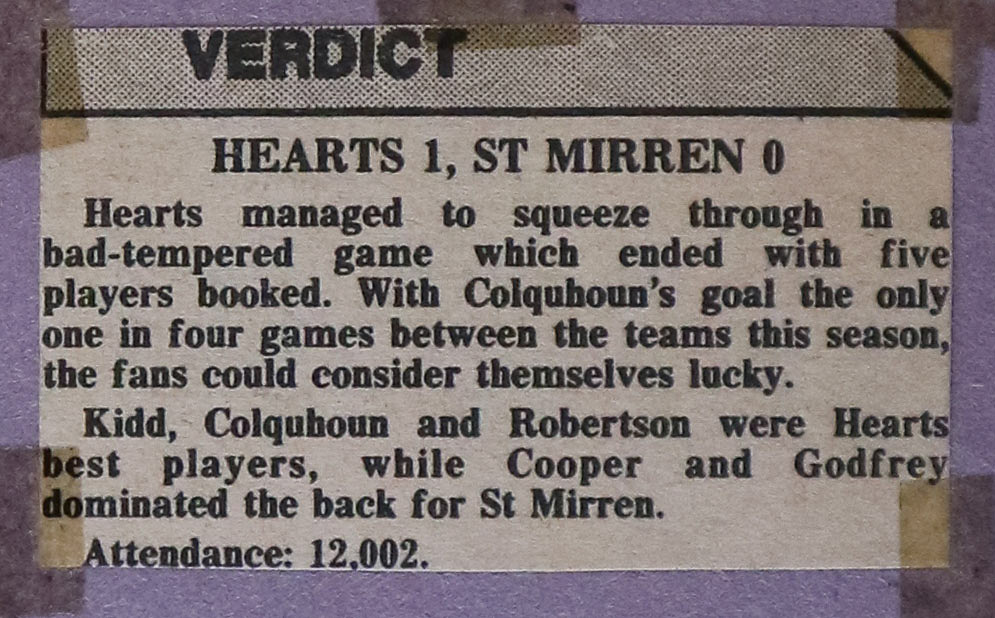 VERDICT
HEARTS 1, ST MIRREN 0
Hearts managed to squeeze through in a
bad-tempered game which ended with five
players booked. With Colquhoun's goal the only
one in four games between the teams this season,
the fans could consider themselves lucky.
Kidd, Colquhoun and Robertson were Hearts
best players, while Cooper and Godfrey
dominated the back for St Mirren.
Attendance: 12,002.